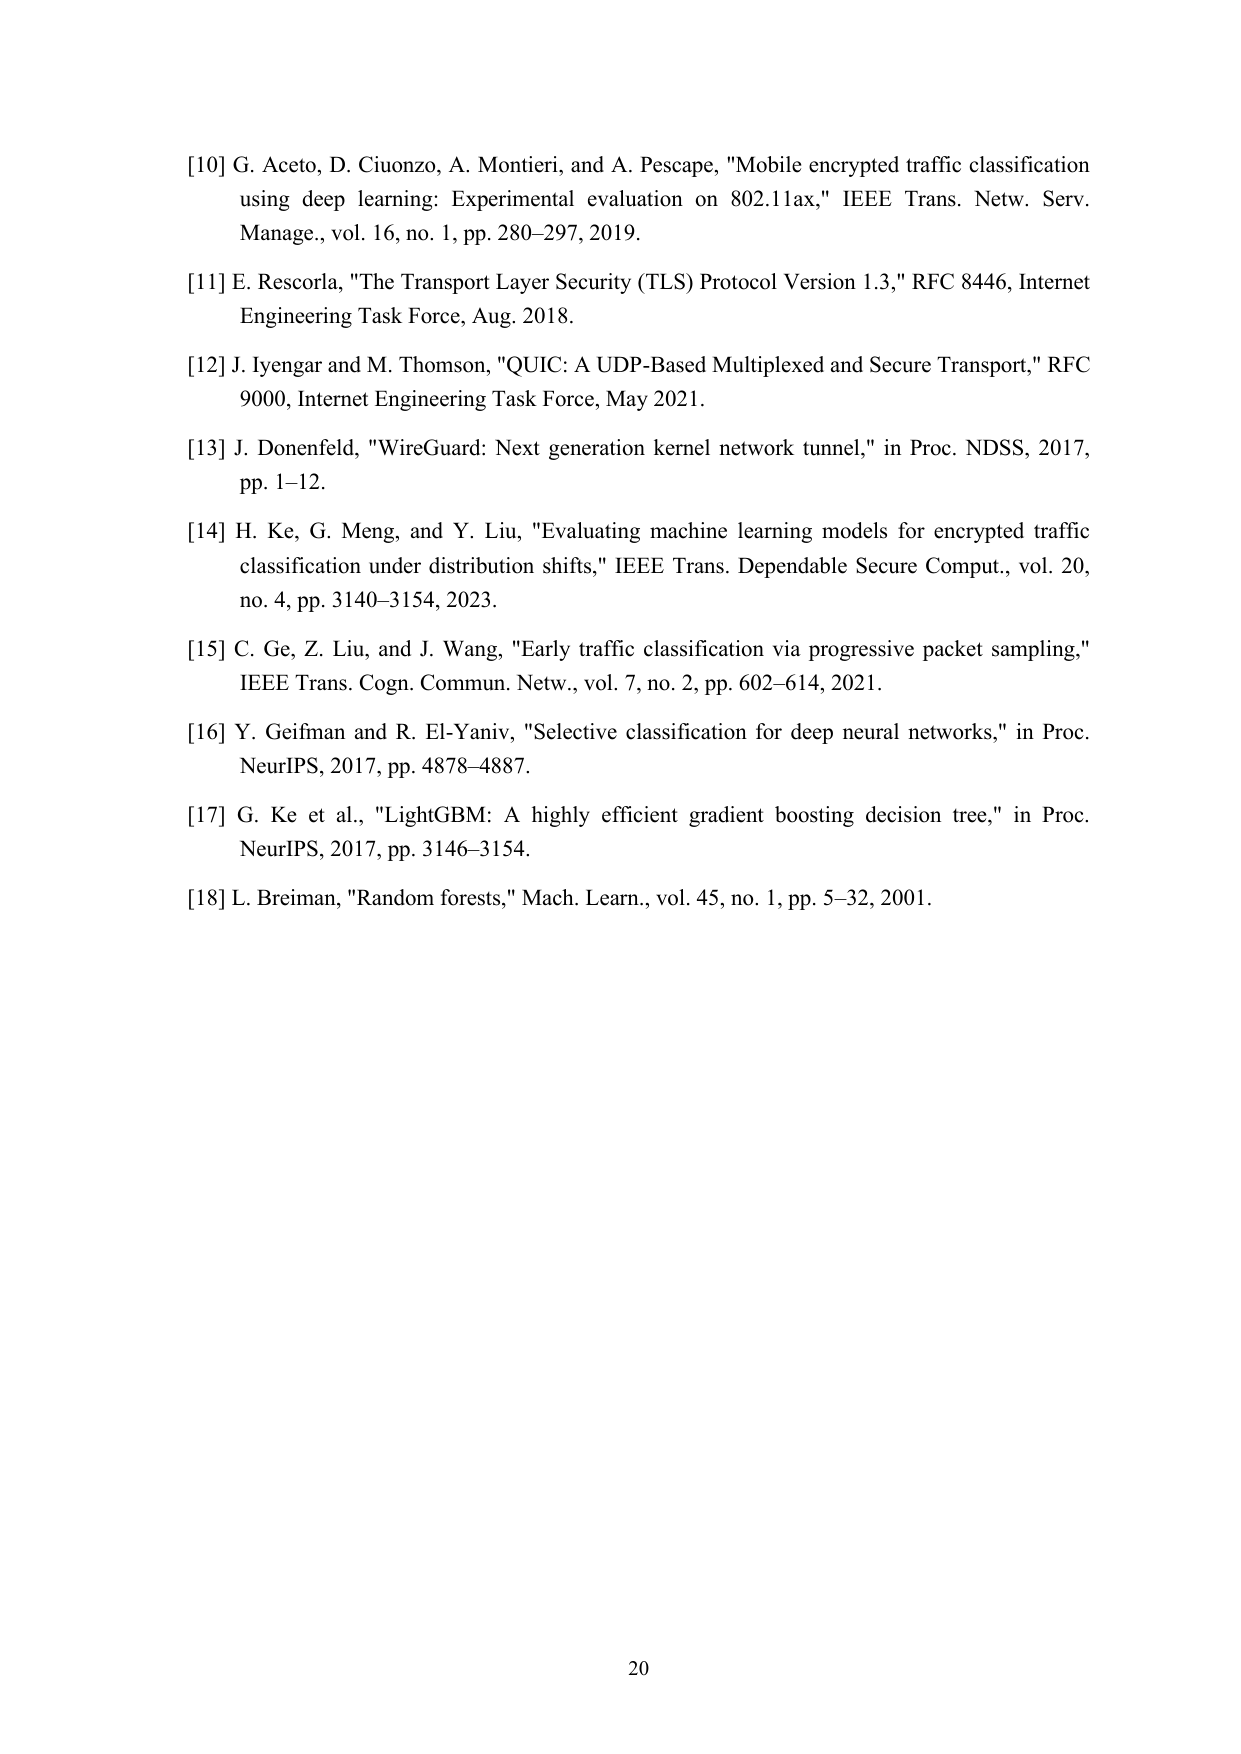 [10] G. Aceto, D. Ciuonzo, A. Montieri, and A. Pescape, "Mobile encrypted traffic classification
using deep learning: Experimental evaluation on 802.11ax," IEEE Trans. Netw. Serv.
Manage., vol. 16, no. 1, pp. 280–297, 2019.
[11] E. Rescorla, "The Transport Layer Security (TLS) Protocol Version 1.3," RFC 8446, Internet
Engineering Task Force, Aug. 2018.
[12] J. Iyengar and M. Thomson, "QUIC: A UDP-Based Multiplexed and Secure Transport," RFC
9000, Internet Engineering Task Force, May 2021.
[13] J. Donenfeld, "WireGuard: Next generation kernel network tunnel," in Proc. NDSS, 2017,
pp. 1–12.
[14] H. Ke, G. Meng, and Y. Liu, "Evaluating machine learning models for encrypted traffic
classification under distribution shifts," IEEE Trans. Dependable Secure Comput., vol. 20,
no. 4, pp. 3140–3154, 2023.
[15] C. Ge, Z. Liu, and J. Wang, "Early traffic classification via progressive packet sampling,"
IEEE Trans. Cogn. Commun. Netw., vol. 7, no. 2, pp. 602–614, 2021.
[16] Y. Geifman and R. El-Yaniv, "Selective classification for deep neural networks," in Proc.
NeurIPS, 2017, pp. 4878–4887.
[17] G. Ke et al., "LightGBM: A highly efficient gradient boosting decision tree," in Proc.
NeurIPS, 2017, pp. 3146–3154.
[18] L. Breiman, "Random forests," Mach. Learn., vol. 45, no. 1, pp. 5–32, 2001.
20